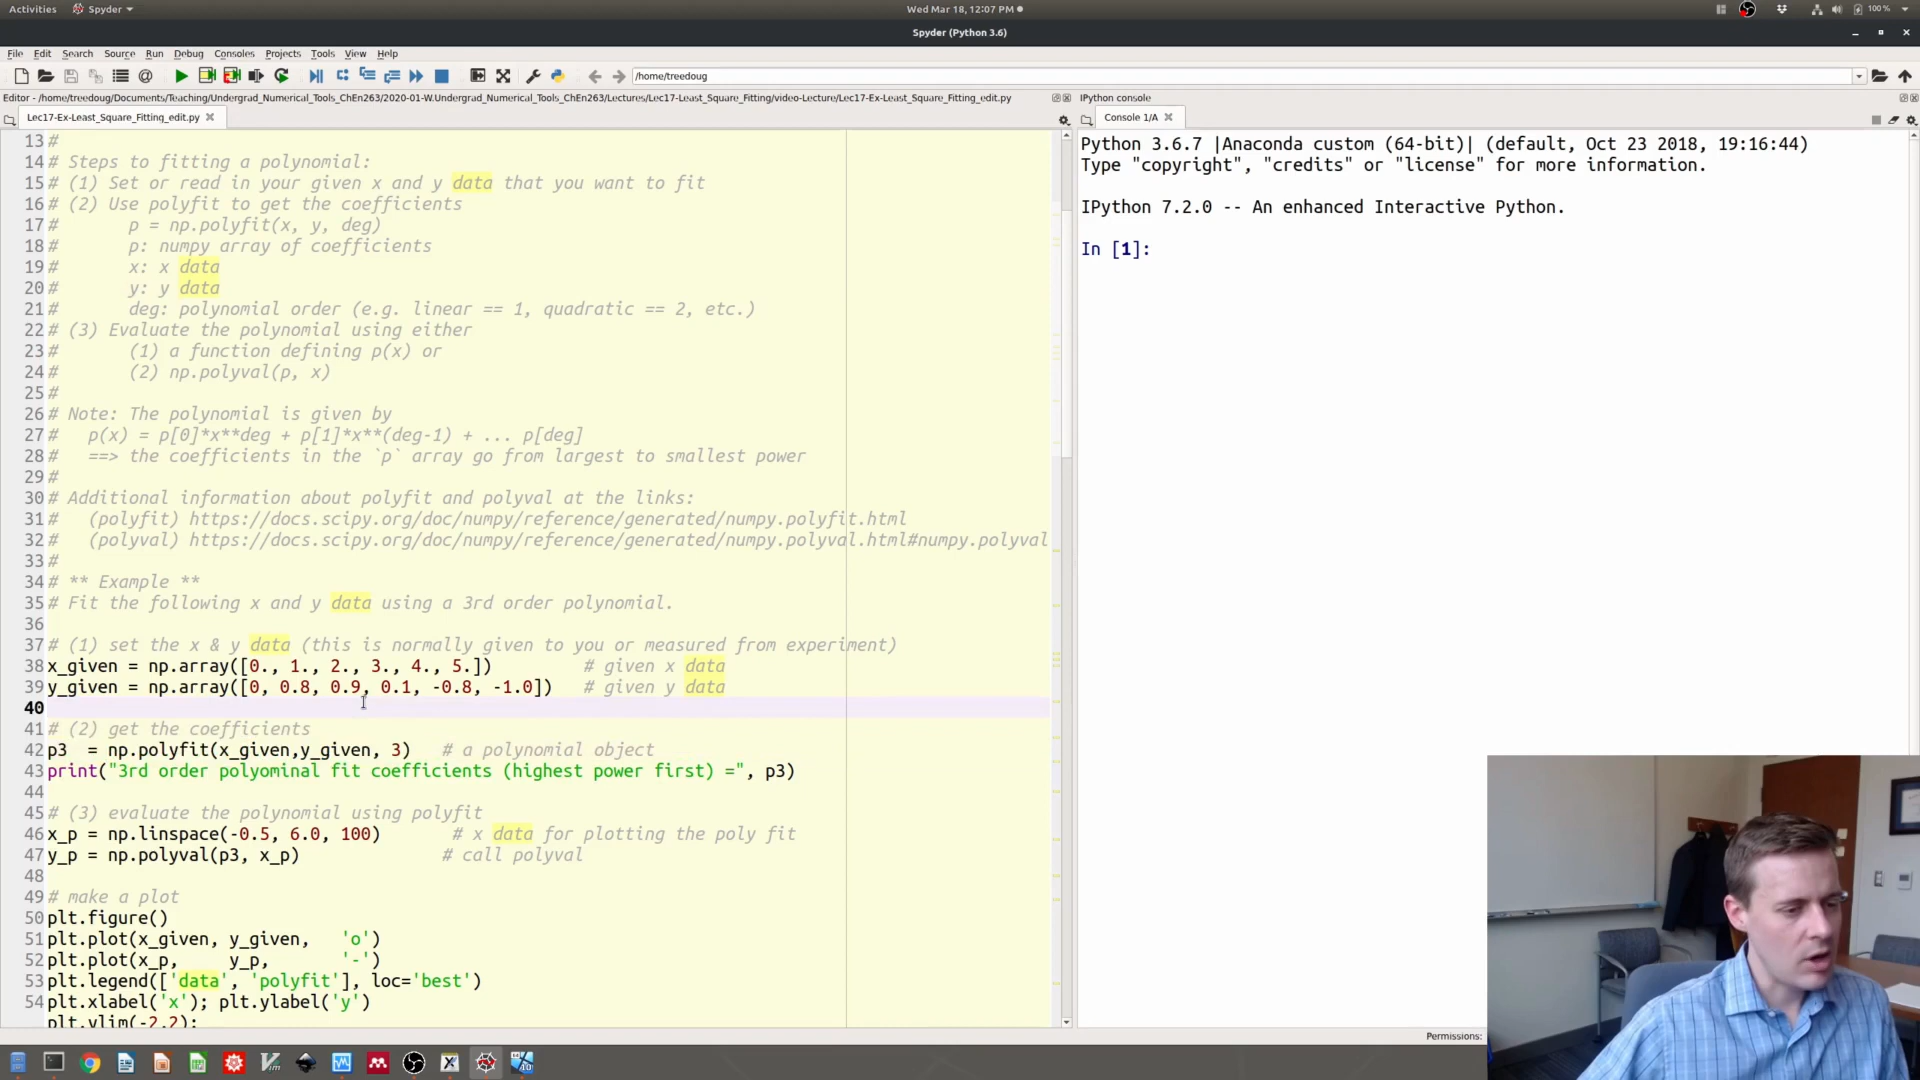 Activities
Spyder
Wed Mar 18, 12:07 PM
100 %
Spyder (Python 3.6)
File Edit Search Source Run Debug Consoles Projects Tools View Help
/home/treedoug
Editor - /home/treedoug/Documents/Teaching/Undergrad_Numerical_Tools_ChEn263/2020-01-W.Undergrad_Numerical_Tools_ChEn263/Lectures/Lec17-Least_Square_Fitting/video-Lecture/Lec17-Ex-Least_Square_Fitting_edit.py
Lec17-Ex-Least_Square_Fitting_edit.py
13 #
14 # Steps to fitting a polynomial:
15 # (1) Set or read in your given x and y data that you want to fit
16 # (2) Use polyfit to get the coefficients
17 #       p = np.polyfit(x, y, deg)
18 #       p: numpy array of coefficients
19 #       x: x data
20 #       y: y data
21 #       deg: polynomial order (e.g. linear == 1, quadratic == 2, etc.)
22 # (3) Evaluate the polynomial using either
23 #       (1) a function defining p(x) or
24 #       (2) np.polyval(p, x)
25 #
26 # Note: The polynomial is given by
27 #   p(x) = p[0]*x**deg + p[1]*x**(deg-1) + ... p[deg]
28 #   ==> the coefficients in the `p` array go from largest to smallest power
29 #
30 # Additional information about polyfit and polyval at the links:
31 #   (polyfit) https://docs.scipy.org/doc/numpy/reference/generated/numpy.polyfit.html
32 #   (polyval) https://docs.scipy.org/doc/numpy/reference/generated/numpy.polyval.html#numpy.polyval
33 #
34 # ** Example **
35 # Fit the following x and y data using a 3rd order polynomial.
36
37 # (1) set the x & y data (this is normally given to you or measured from experiment)
38 x_given = np.array([0., 1., 2., 3., 4., 5.])         # given x data
39 y_given = np.array([0, 0.8, 0.9, 0.1, -0.8, -1.0])   # given y data
40
41 # (2) get the coefficients
42 p3  = np.polyfit(x_given,y_given, 3)   # a polynomial object
43 print("3rd order polyominal fit coefficients (highest power first) =", p3)
44
45 # (3) evaluate the polynomial using polyfit
46 x_p = np.linspace(-0.5, 6.0, 100)       # x data for plotting the poly fit
47 y_p = np.polyval(p3, x_p)              # call polyval
48
49 # make a plot
50 plt.figure()
51 plt.plot(x_given, y_given,   'o')
52 plt.plot(x_p,     y_p,       '-')
53 plt.legend(['data', 'polyfit'], loc='best')
54 plt.xlabel('x'); plt.ylabel('y')
plt.ylim(-2,2);
IPython console
Console 1/A
Python 3.6.7 |Anaconda custom (64-bit)| (default, Oct 23 2018, 19:16:44)
Type "copyright", "credits" or "license" for more information.
IPython 7.2.0 -- An enhanced Interactive Python.
In [1]:
Permissions: